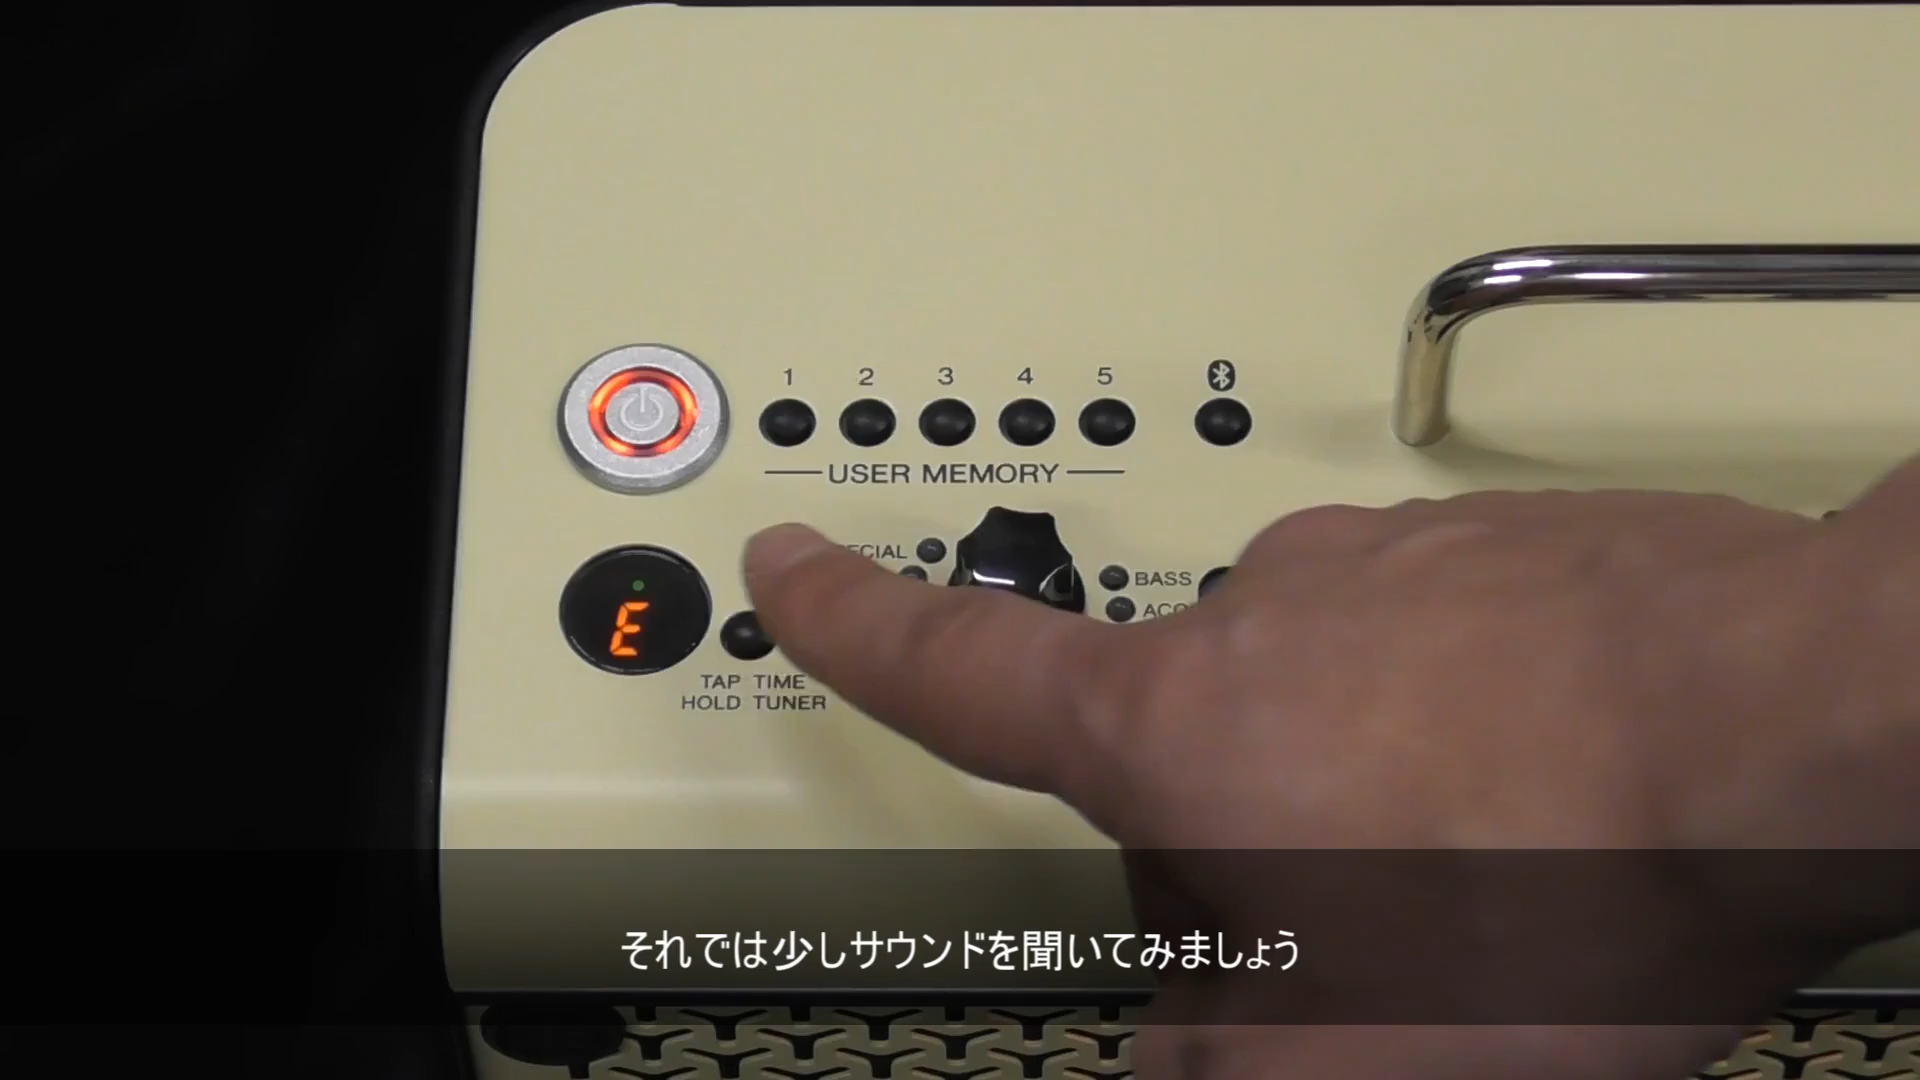 1 2 3 4 5
USER MEMORY
BASS
E
TAP TIME
HOLD TUNER
それでは少しサウンドを聞いてみましょう